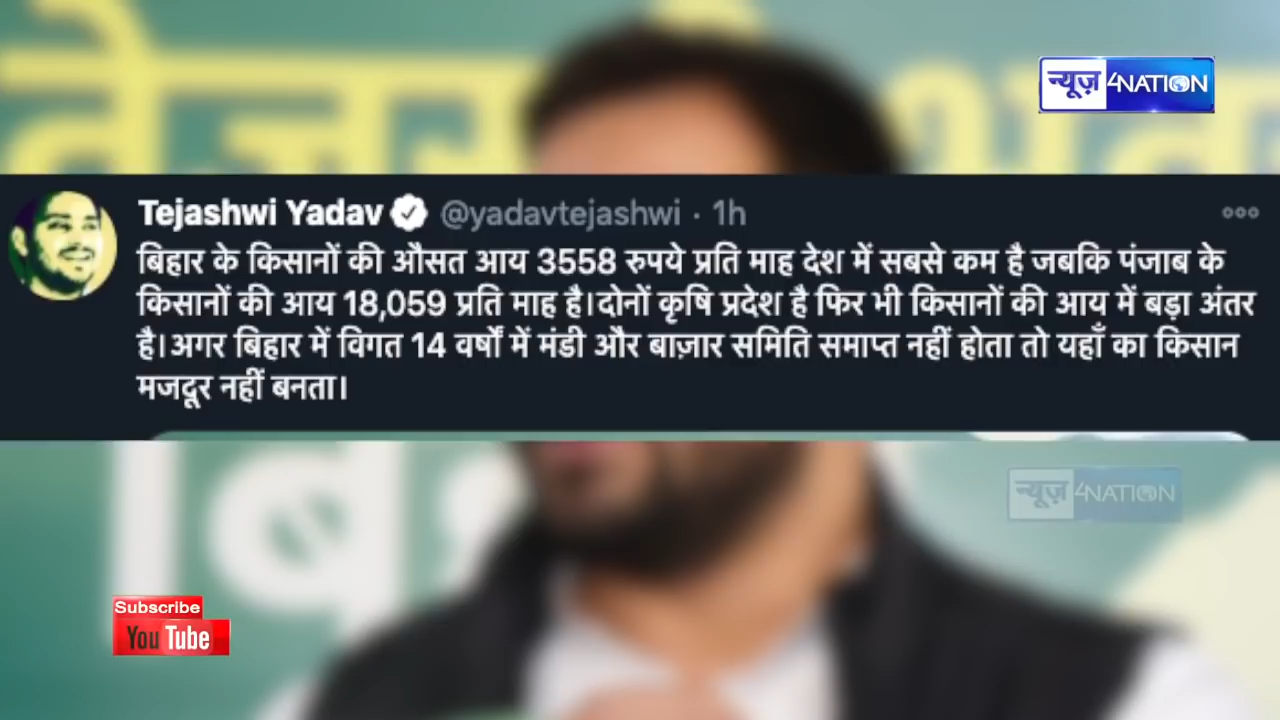 न्यूज़ 4NATION
Tejashwi Yadav @yadavtejashwi · 1h
बिहार के किसानों की औसत आय 3558 रुपये प्रति माह देश में सबसे कम है जबकि पंजाब के
किसानों की आय 18,059 प्रति माह है।दोनों कृषि प्रदेश है फिर भी किसानों की आय में बड़ा अंतर
है।अगर बिहार में विगत 14 वर्षों में मंडी और बाज़ार समिति समाप्त नहीं होता तो यहाँ का किसान
मजदूर नहीं बनता।
न्यूज़ 4NATION
Subscribe
YouTube